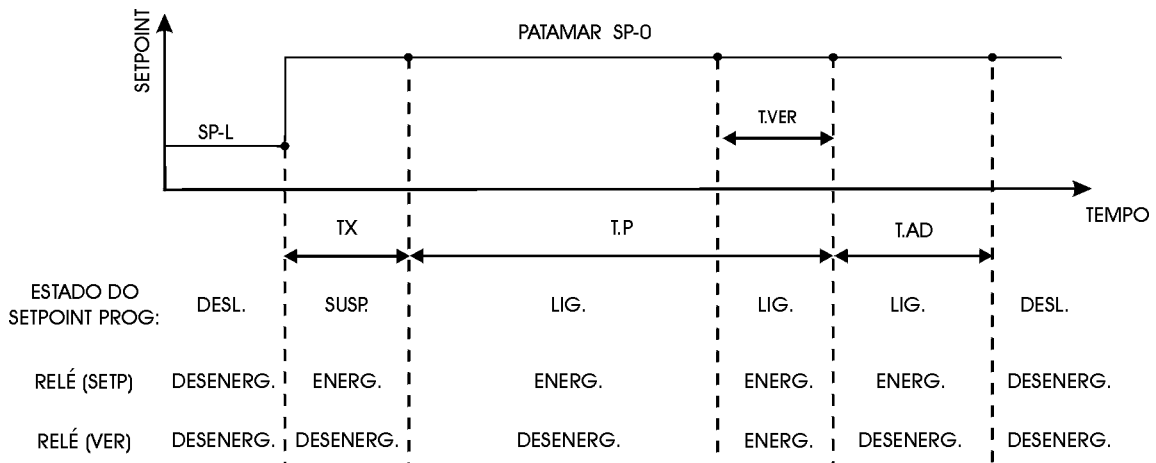 SETPOINT
PATAMAR SP-0
SP-L
T.VER
TEMPO
TX
T.P
T.AD
ESTADO DO
SETPOINT PROG: DESL. SUSP. LIG. LIG. LIG. DESL.
RELÉ (SETP) DESENERG. ENERG. ENERG. ENERG. ENERG. DESENERG.
RELÉ (VER) DESENERG. DESENERG. DESENERG. ENERG. DESENERG. DESENERG.